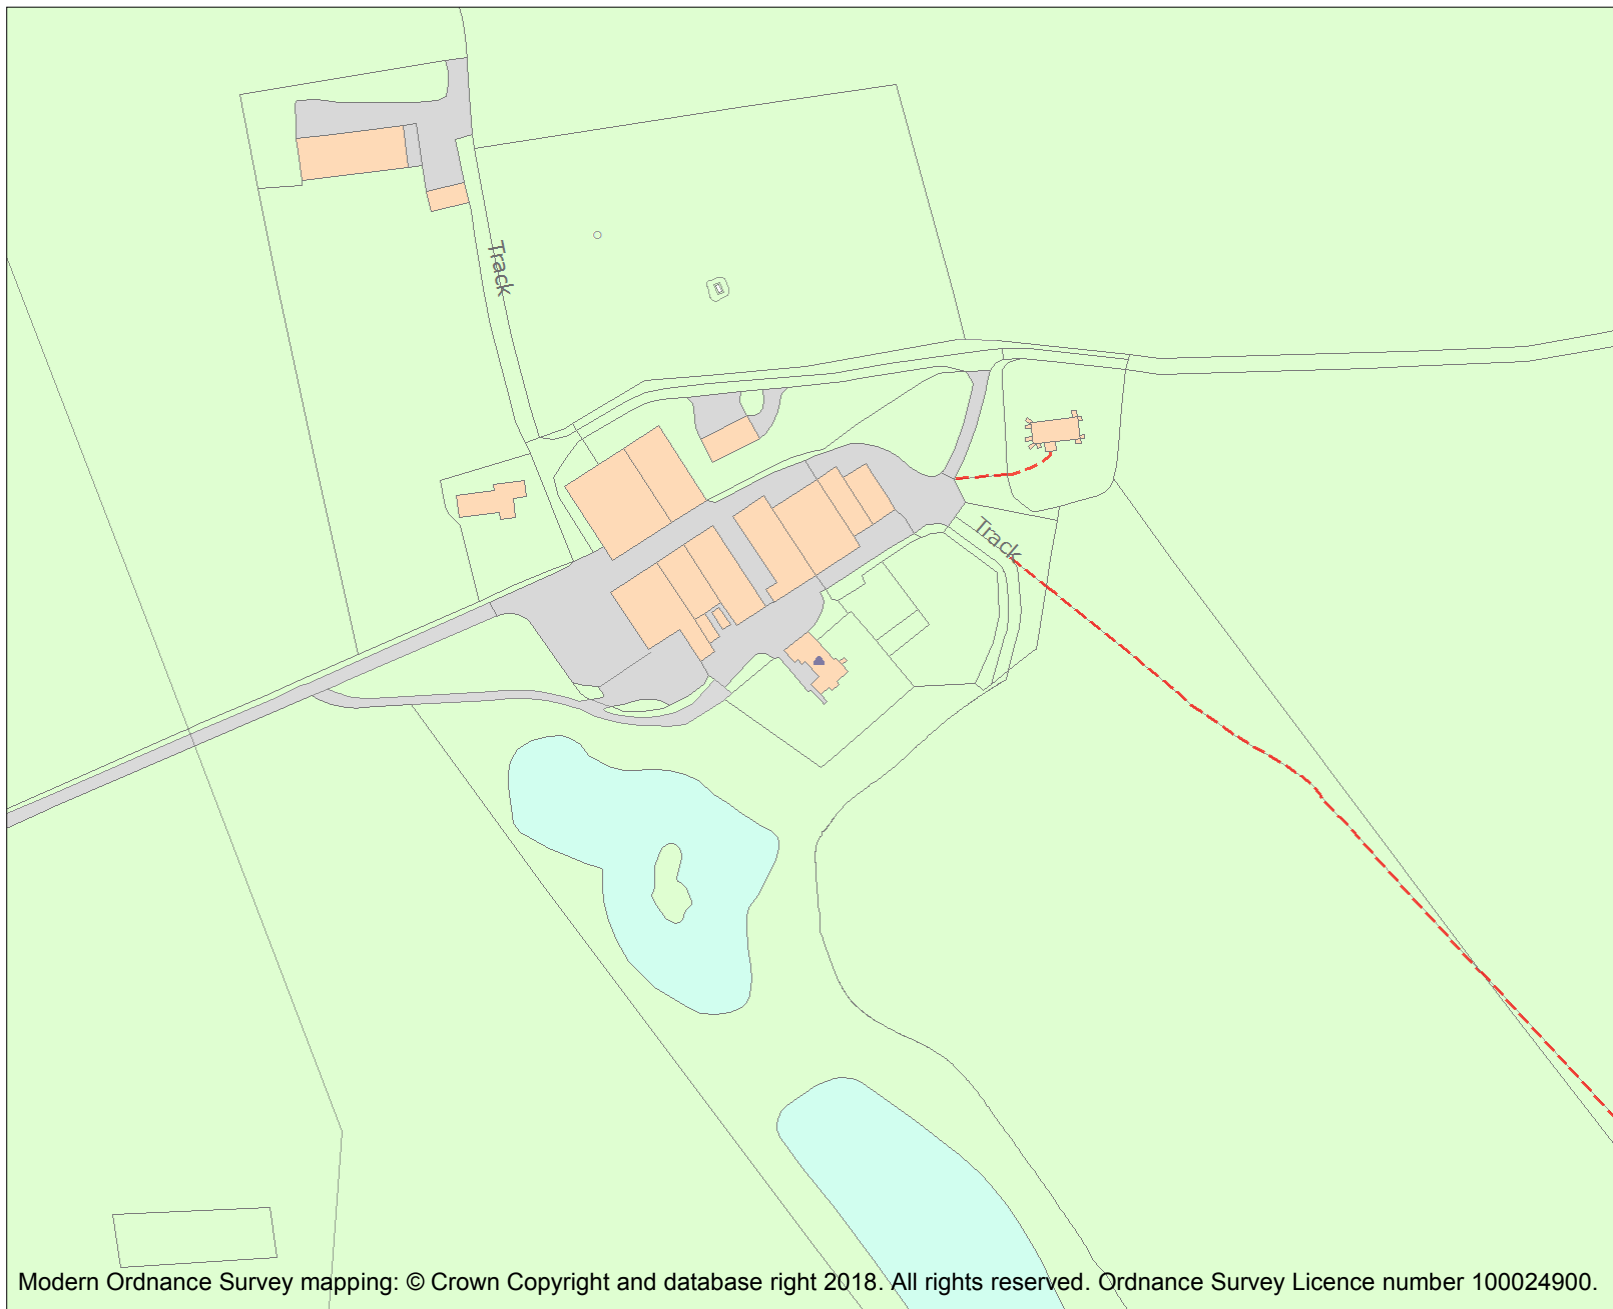 Track
Track
Modern Ordnance Survey mapping: © Crown Copyright and database right 2018. All rights reserved. Ordnance Survey Licence number 100024900.